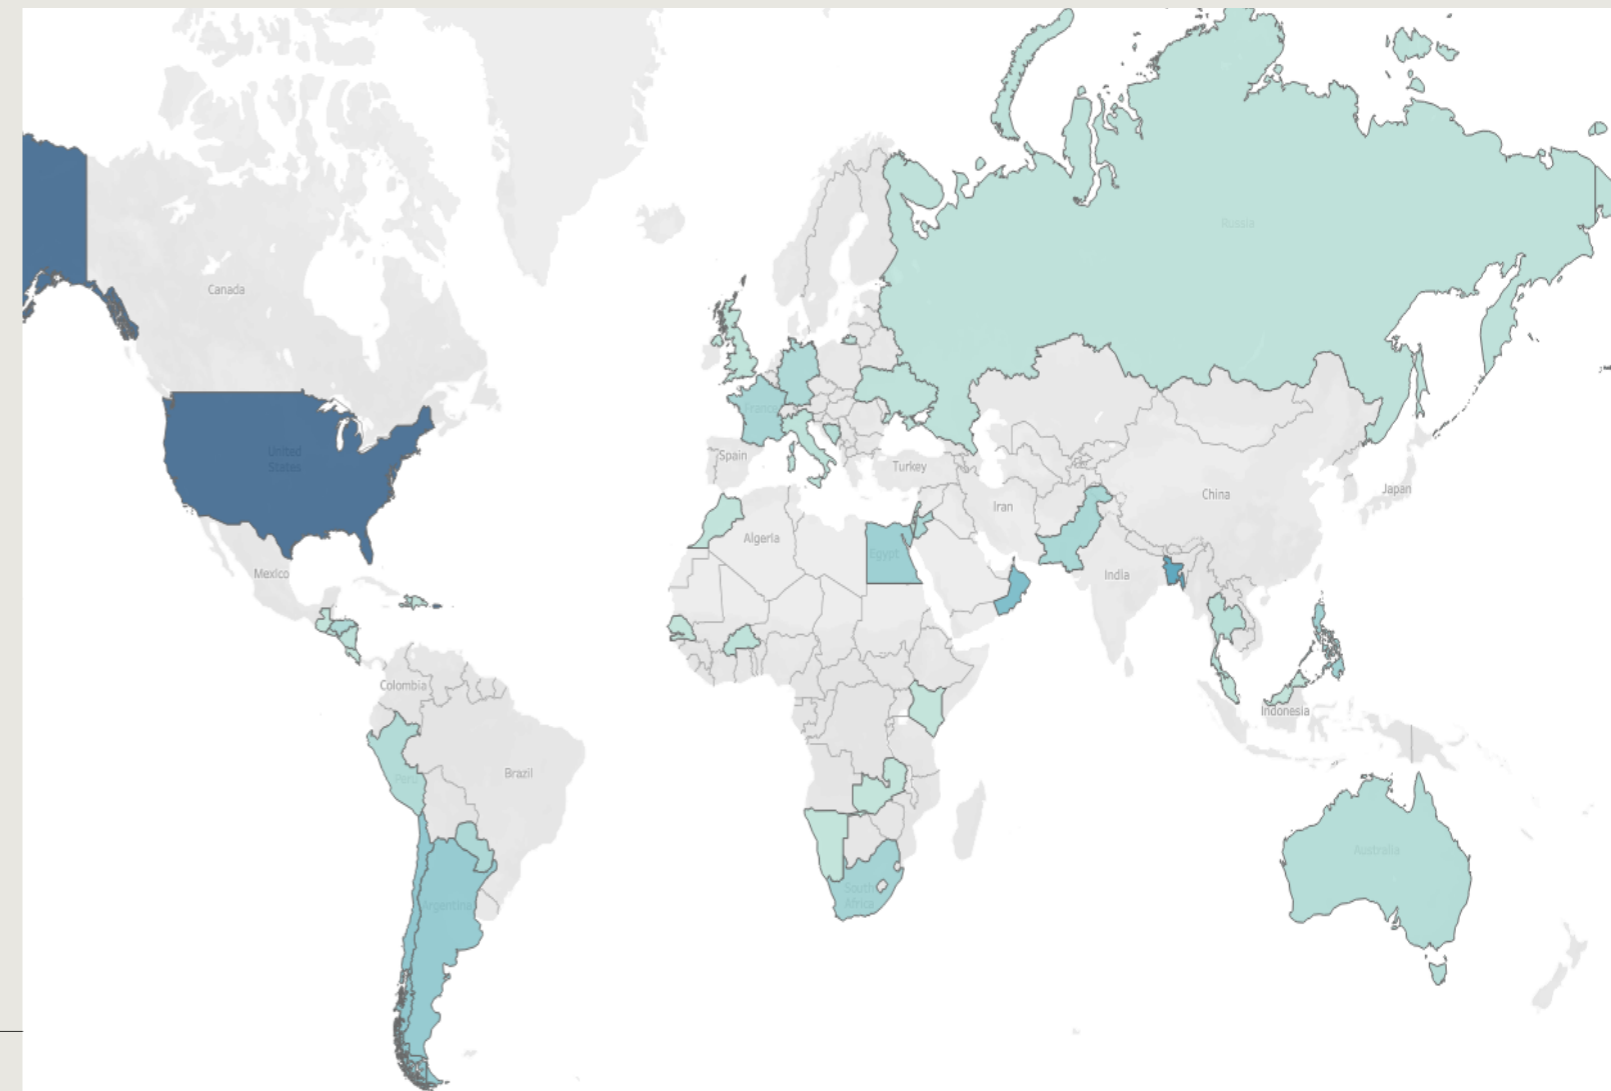 Russia
Canada
France
United
States
Spain
Turkey
China
Japan
Iran
Algeria
Egypt
Mexico
India
Colombia
Indonesia
Peru
Brazil
Australia
South
Africa
Argentina